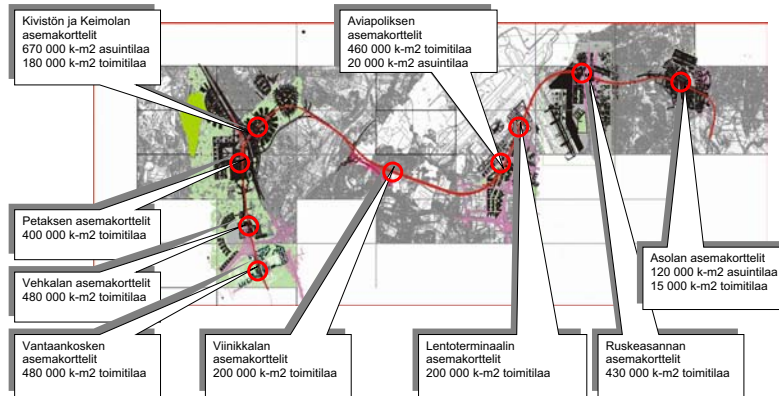 Kivistön ja Keimolan
asemakorttelit
670 000 k-m2 asuintilaa
180 000 k-m2 toimitilaa
Aviapoliksen
asemakorttelit
460 000 k-m2 toimitilaa
20 000 k-m2 asuintilaa
Petaksen asemakorttelit
400 000 k-m2 toimitilaa
Vehkalan asemakorttelit
480 000 k-m2 toimitilaa
Vantaankosken
asemakorttelit
480 000 k-m2 toimitilaa
Viinikkalan
asemakorttelit
200 000 k-m2 toimitilaa
Lentoterminaalin
asemakorttelit
200 000 k-m2 toimitilaa
Asolan asemakorttelit
120 000 k-m2 asuintilaa
15 000 k-m2 toimitilaa
Ruskeasannan
asemakorttelit
430 000 k-m2 toimitilaa